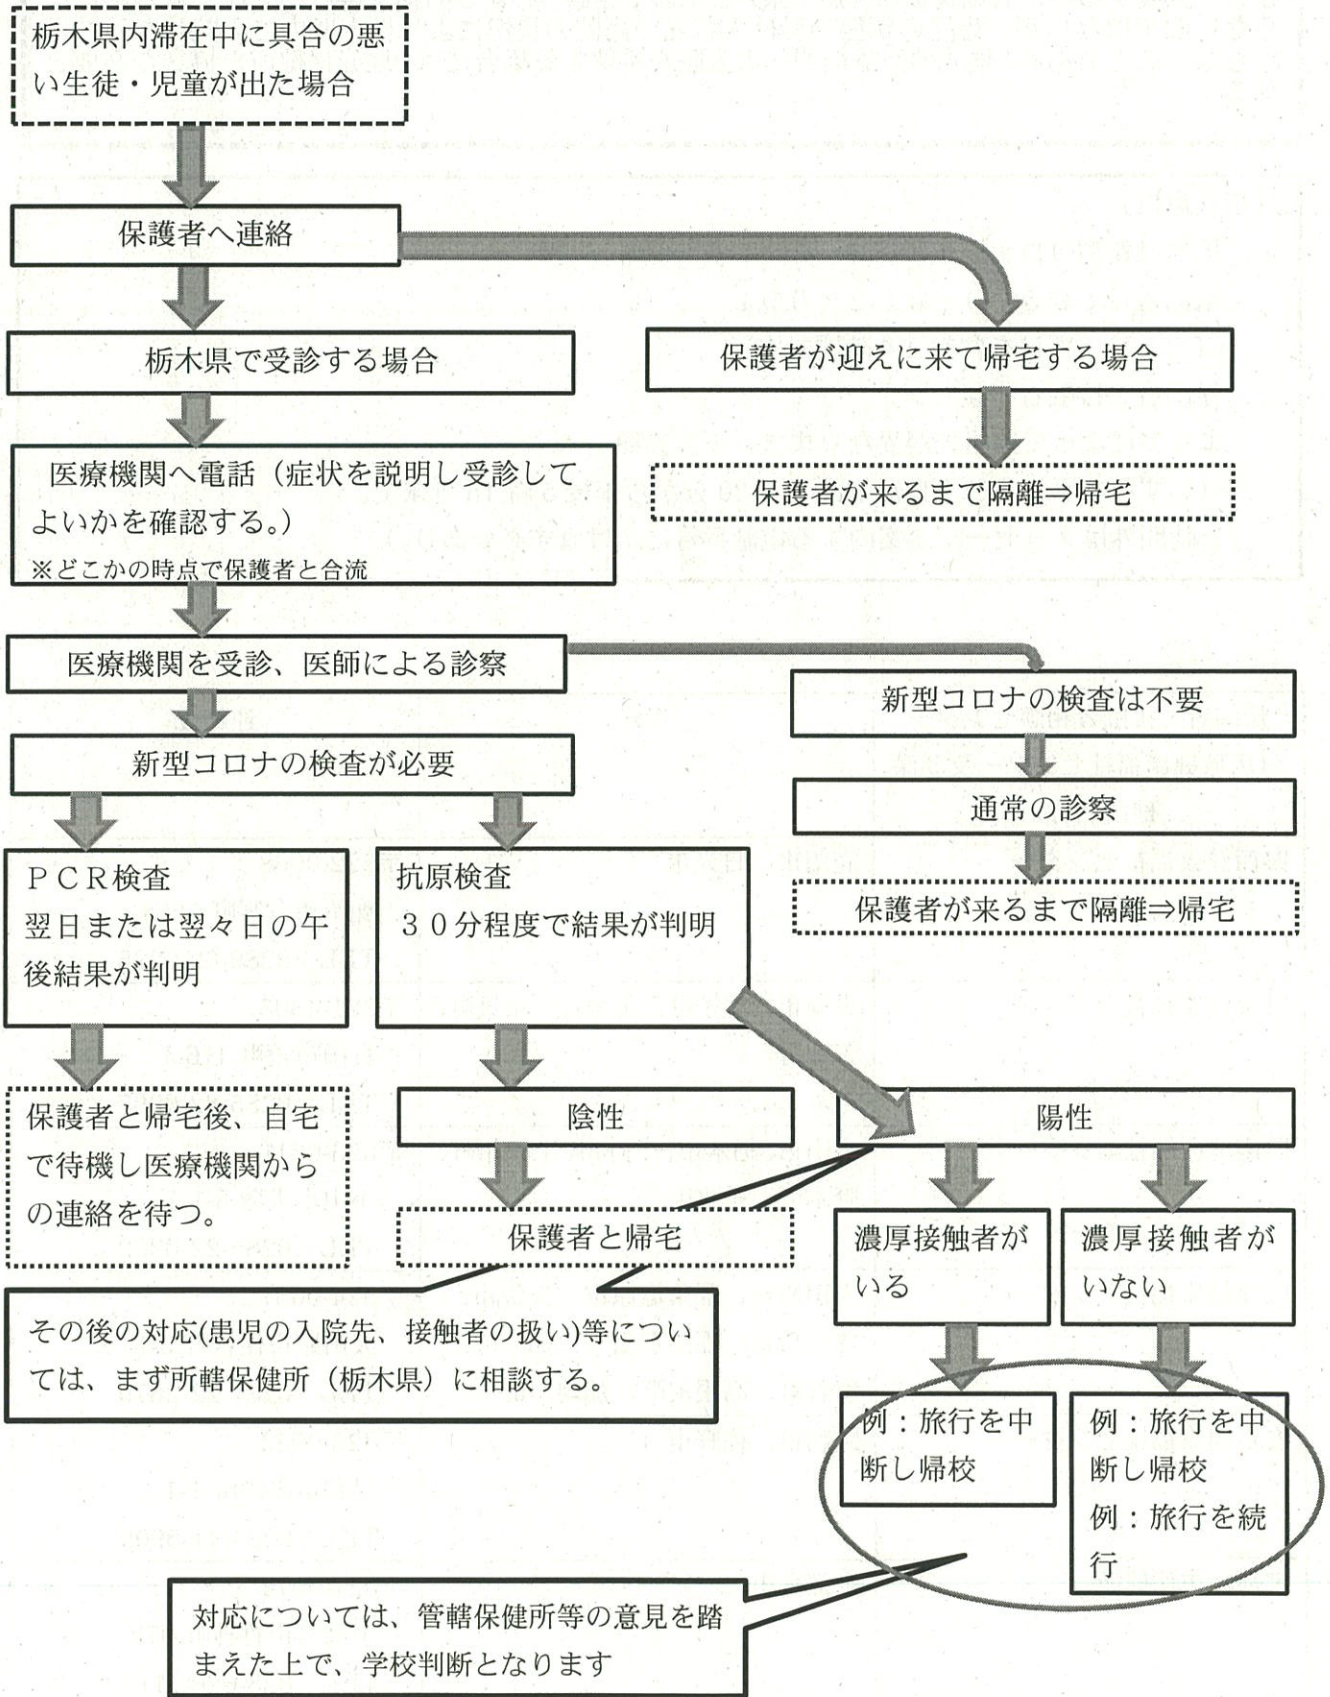 栃木県内滞在中に具合の悪
い生徒・児童が出た場合
保護者へ連絡
栃木県で受診する場合
保護者が迎えに来て帰宅する場合
医療機関へ電話（症状を説明し受診して
よいかを確認する。）
※どこかの時点で保護者と合流
保護者が来るまで隔離⇒帰宅
医療機関を受診、医師による診察
新型コロナの検査は不要
新型コロナの検査が必要
通常の診察
ＰＣＲ検査
翌日または翌々日の午
後結果が判明
抗原検査
３０分程度で結果が判明
保護者が来るまで隔離⇒帰宅
保護者と帰宅後、自宅
で待機し医療機関から
の連絡を待つ。
陰性
陽性
保護者と帰宅
濃厚接触者が
いる
濃厚接触者が
いない
その後の対応(患児の入院先、接触者の扱い)等につい
ては、まず所轄保健所（栃木県）に相談する。
例：旅行を中
断し帰校
例：旅行を中
断し帰校
例：旅行を続
行
対応については、管轄保健所等の意見を踏
まえた上で、学校判断となります